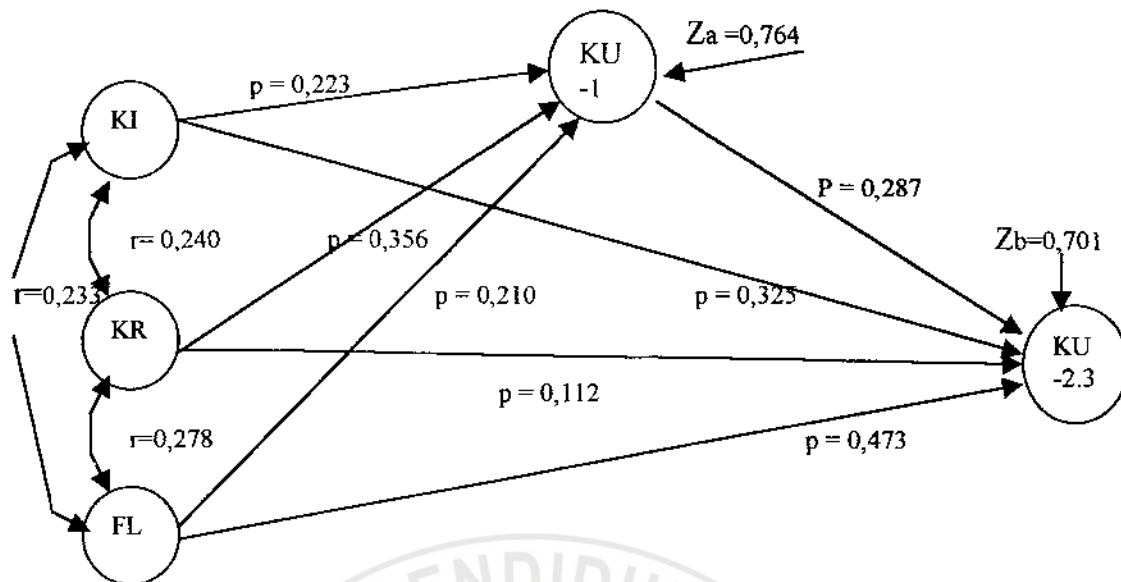 KU
-1
Za =0,764
p = 0,223
KI
P = 0,287
r= 0,240
p = 0,356
Zb=0,701
r=0,233
p = 0,210
p = 0,325
KR
KU
-2.3
p = 0,112
r=0,278
p = 0,473
FL